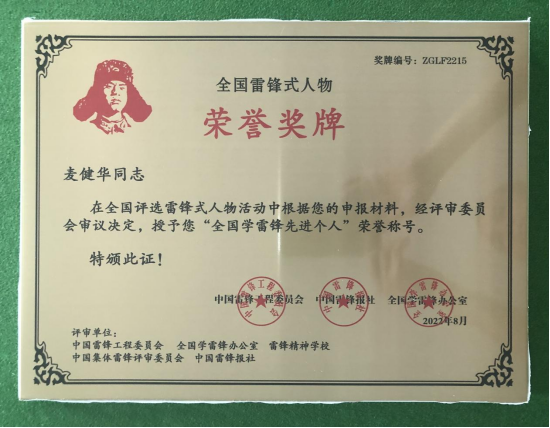 奖牌编号：ZGLF2215
全国雷锋式人物
荣誉奖牌
麦健华同志
在全国评选雷锋式人物活动中根据您的申报材料，经评审委员
会审议决定，授予您“全国学雷锋先进个人”荣誉称号。
特颁此证！
中国雷锋工程委员会 中国雷锋报社 全国学雷锋办公室
2022年8月
评审单位：
中国雷锋工程委员会 全国学雷锋办公室 雷锋精神学校
中国集体雷锋评审委员会 中国雷锋报社